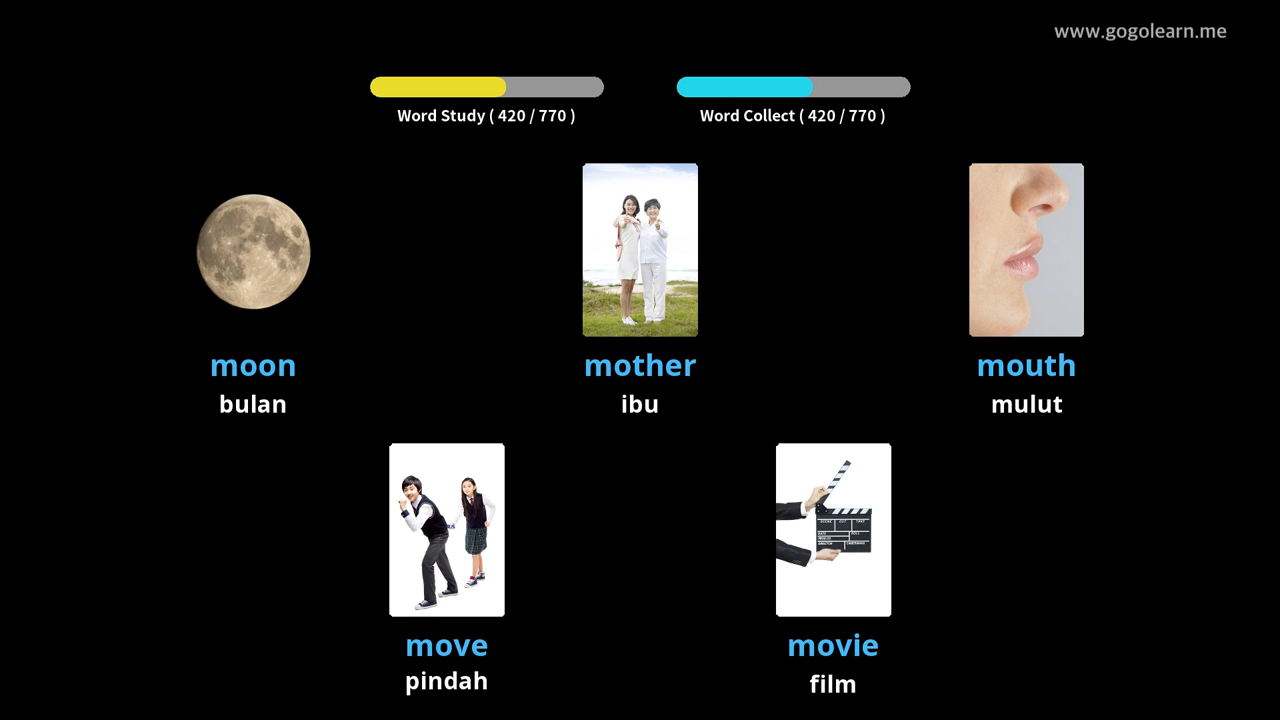 www.gogolearn.me
Word Study ( 420 / 770 )
Word Collect ( 420 / 770 )
moon
bulan
mother
ibu
mouth
mulut
move
pindah
movie
film